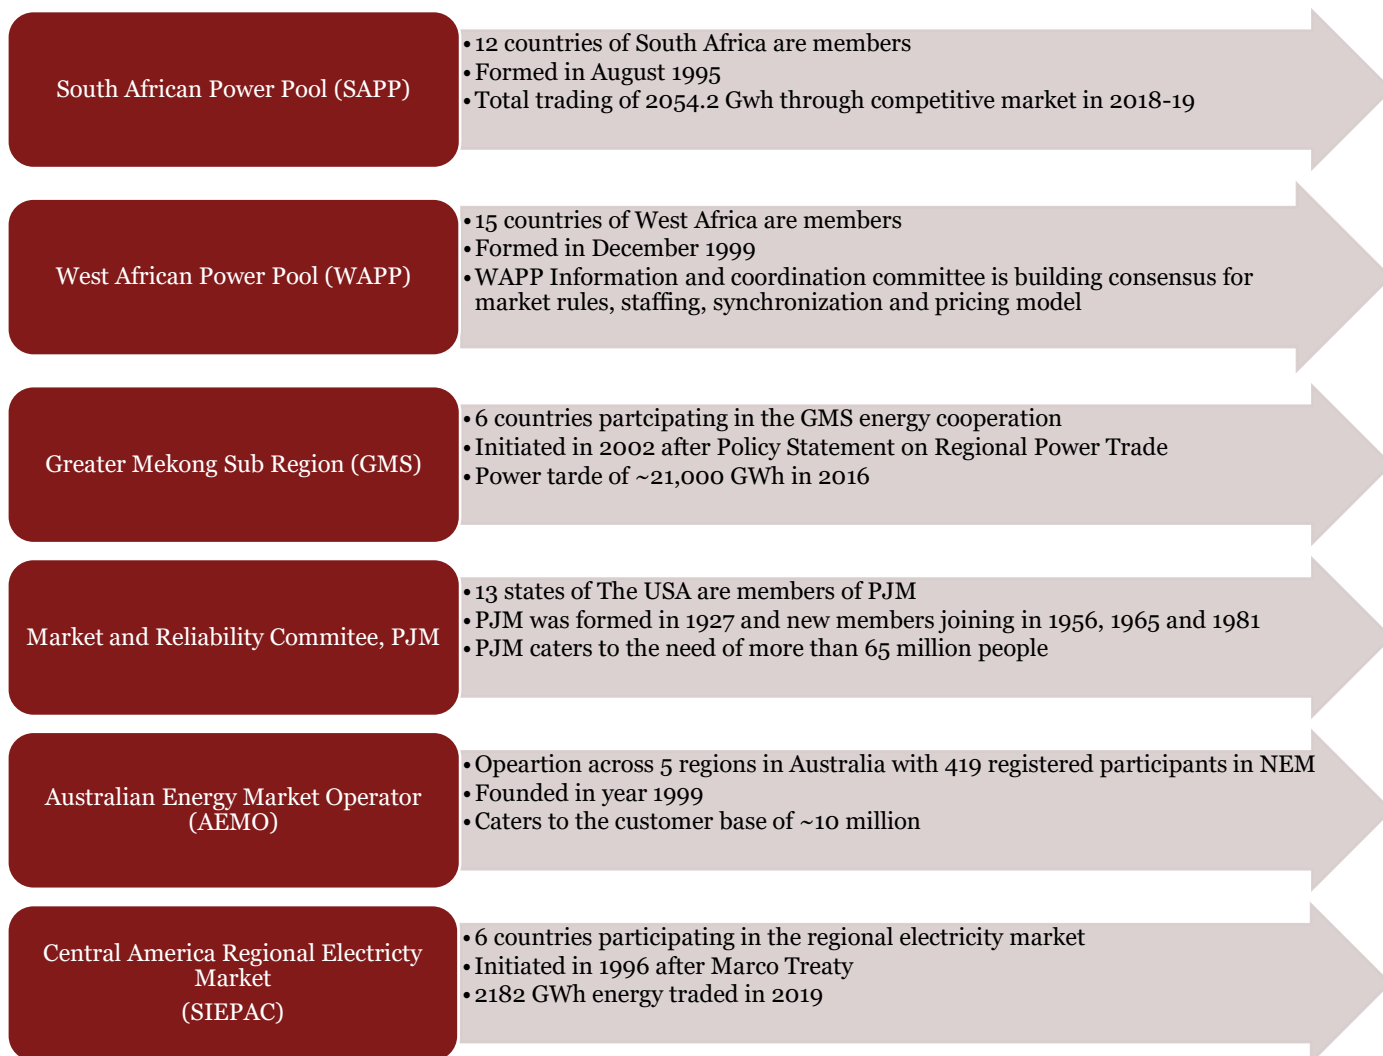 South African Power Pool (SAPP)
• 12 countries of South Africa are members
• Formed in August 1995
• Total trading of 2054.2 Gwh through competitive market in 2018-19
West African Power Pool (WAPP)
• 15 countries of West Africa are members
• Formed in December 1999
• WAPP Information and coordination committee is building consensus for
market rules, staffing, synchronization and pricing model
Greater Mekong Sub Region (GMS)
• 6 countries partcipating in the GMS energy cooperation
• Initiated in 2002 after Policy Statement on Regional Power Trade
• Power tarde of ~21,000 GWh in 2016
Market and Reliability Commitee, PJM
• 13 states of The USA are members of PJM
• PJM was formed in 1927 and new members joining in 1956, 1965 and 1981
• PJM caters to the need of more than 65 million people
Australian Energy Market Operator
(AEMO)
• Opeartion across 5 regions in Australia with 419 registered participants in NEM
• Founded in year 1999
• Caters to the customer base of ~10 million
Central America Regional Electricty
Market
(SIEPAC)
• 6 countries participating in the regional electricity market
• Initiated in 1996 after Marco Treaty
• 2182 GWh energy traded in 2019